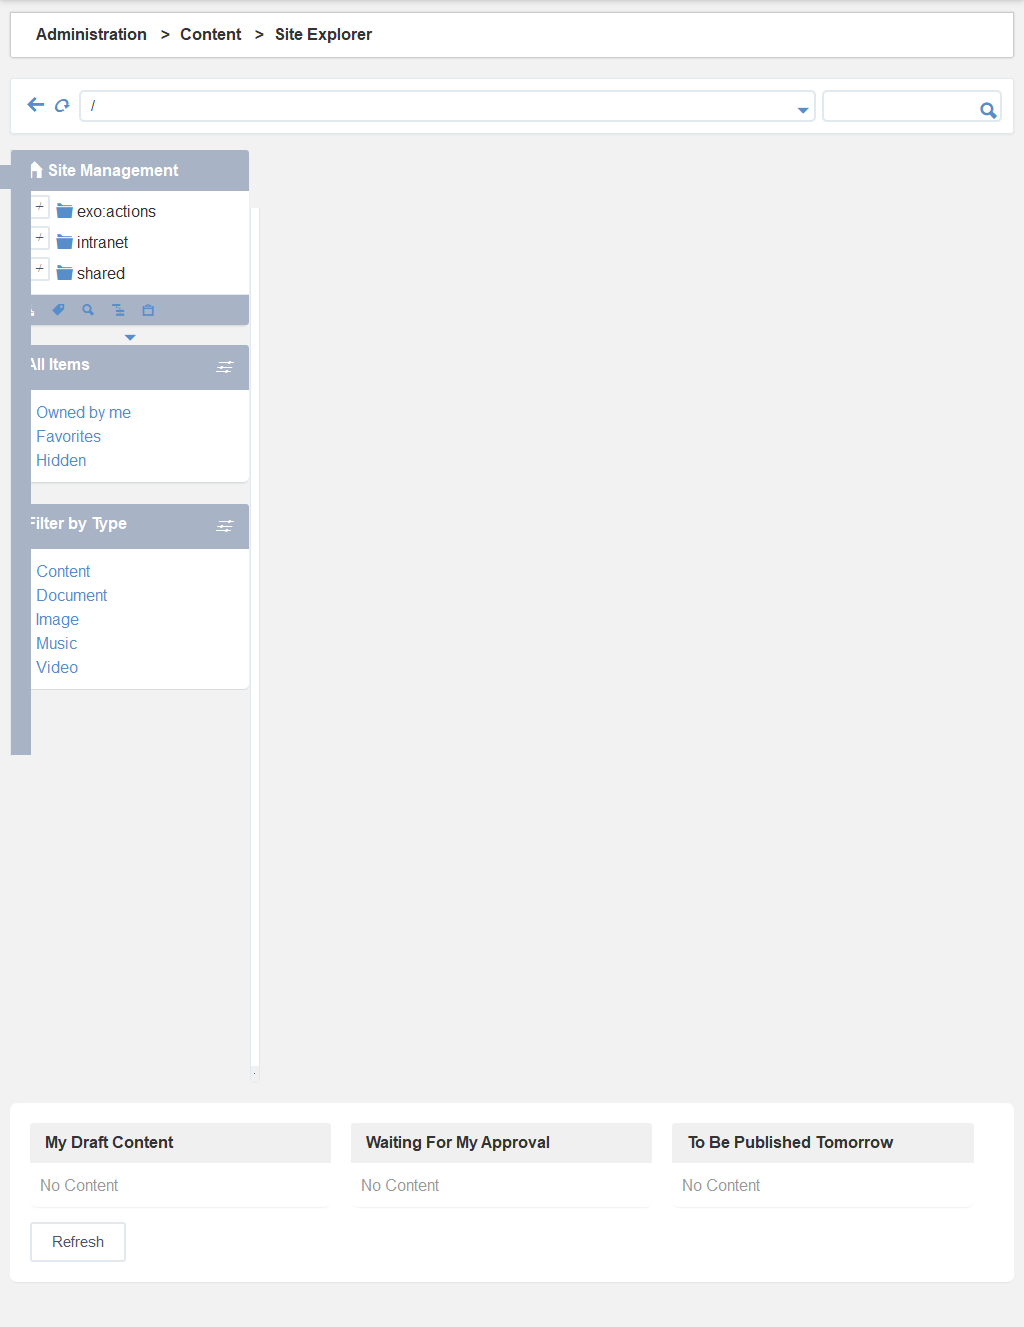 Administration > Content > Site Explorer
/
Site Management
exo:actions
intranet
shared
All Items
Owned by me
Favorites
Hidden
Filter by Type
Content
Document
Image
Music
Video
My Draft Content
No Content
Waiting For My Approval
No Content
To Be Published Tomorrow
No Content
Refresh